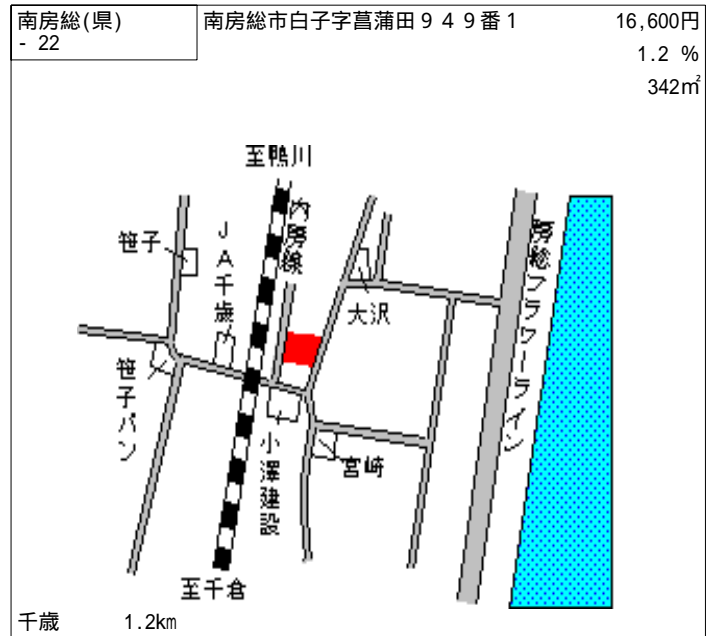 南房総(県)
- 22
南房総市白子字菖蒲田９４９番１
16,600円
1.2 %
342㎡
至鴨川
内房線
笹子
ＪＡ千歳
大沢
房総フラワーライン
笹子パン
小澤建設
宮崎
至千倉
千歳 1.2km